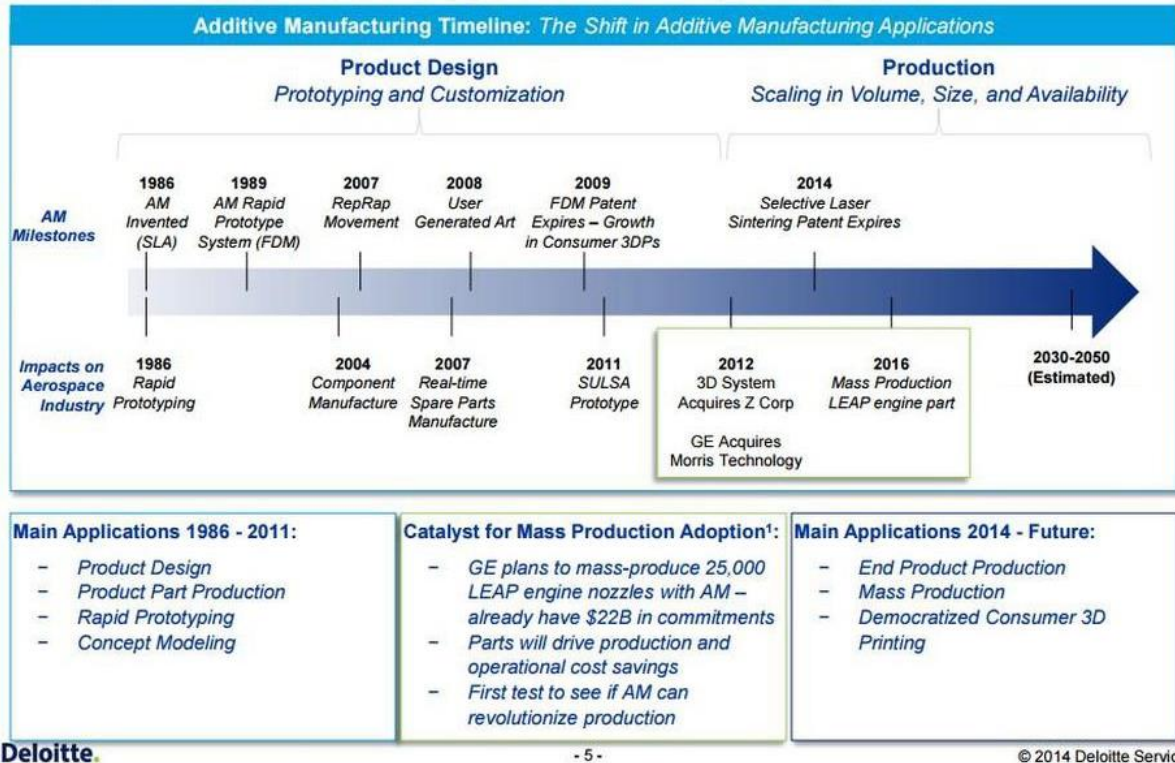 Additive Manufacturing Timeline: The Shift in Additive Manufacturing Applications
Product Design
Prototyping and Customization
Production
Scaling in Volume, Size, and Availability
AM
Milestones
1986
AM
Invented
(SLA)
1989
AM Rapid
Prototype
System (FDM)
2007
RepRap
Movement
2008
User
Generated Art
2009
FDM Patent
Expires – Growth
in Consumer 3DPs
2014
Selective Laser
Sintering Patent Expires
Impacts on
Aerospace
Industry
1986
Rapid
Prototyping
2004
Component
Manufacture
2007
Real-time
Spare Parts
Manufacture
2011
SULSA
Prototype
2012
3D System
Acquires Z Corp
GE Acquires
Morris Technology
2016
Mass Production
LEAP engine part
2030-2050
(Estimated)
Main Applications 1986 - 2011:
- Product Design
- Product Part Production
- Rapid Prototyping
- Concept Modeling
Catalyst for Mass Production Adoption¹:
- GE plans to mass-produce 25,000
LEAP engine nozzles with AM –
already have $22B in commitments
- Parts will drive production and
operational cost savings
- First test to see if AM can
revolutionize production
Main Applications 2014 - Future:
- End Product Production
- Mass Production
- Democratized Consumer 3D
Printing
Deloitte.
- 5 -
© 2014 Deloitte Servic